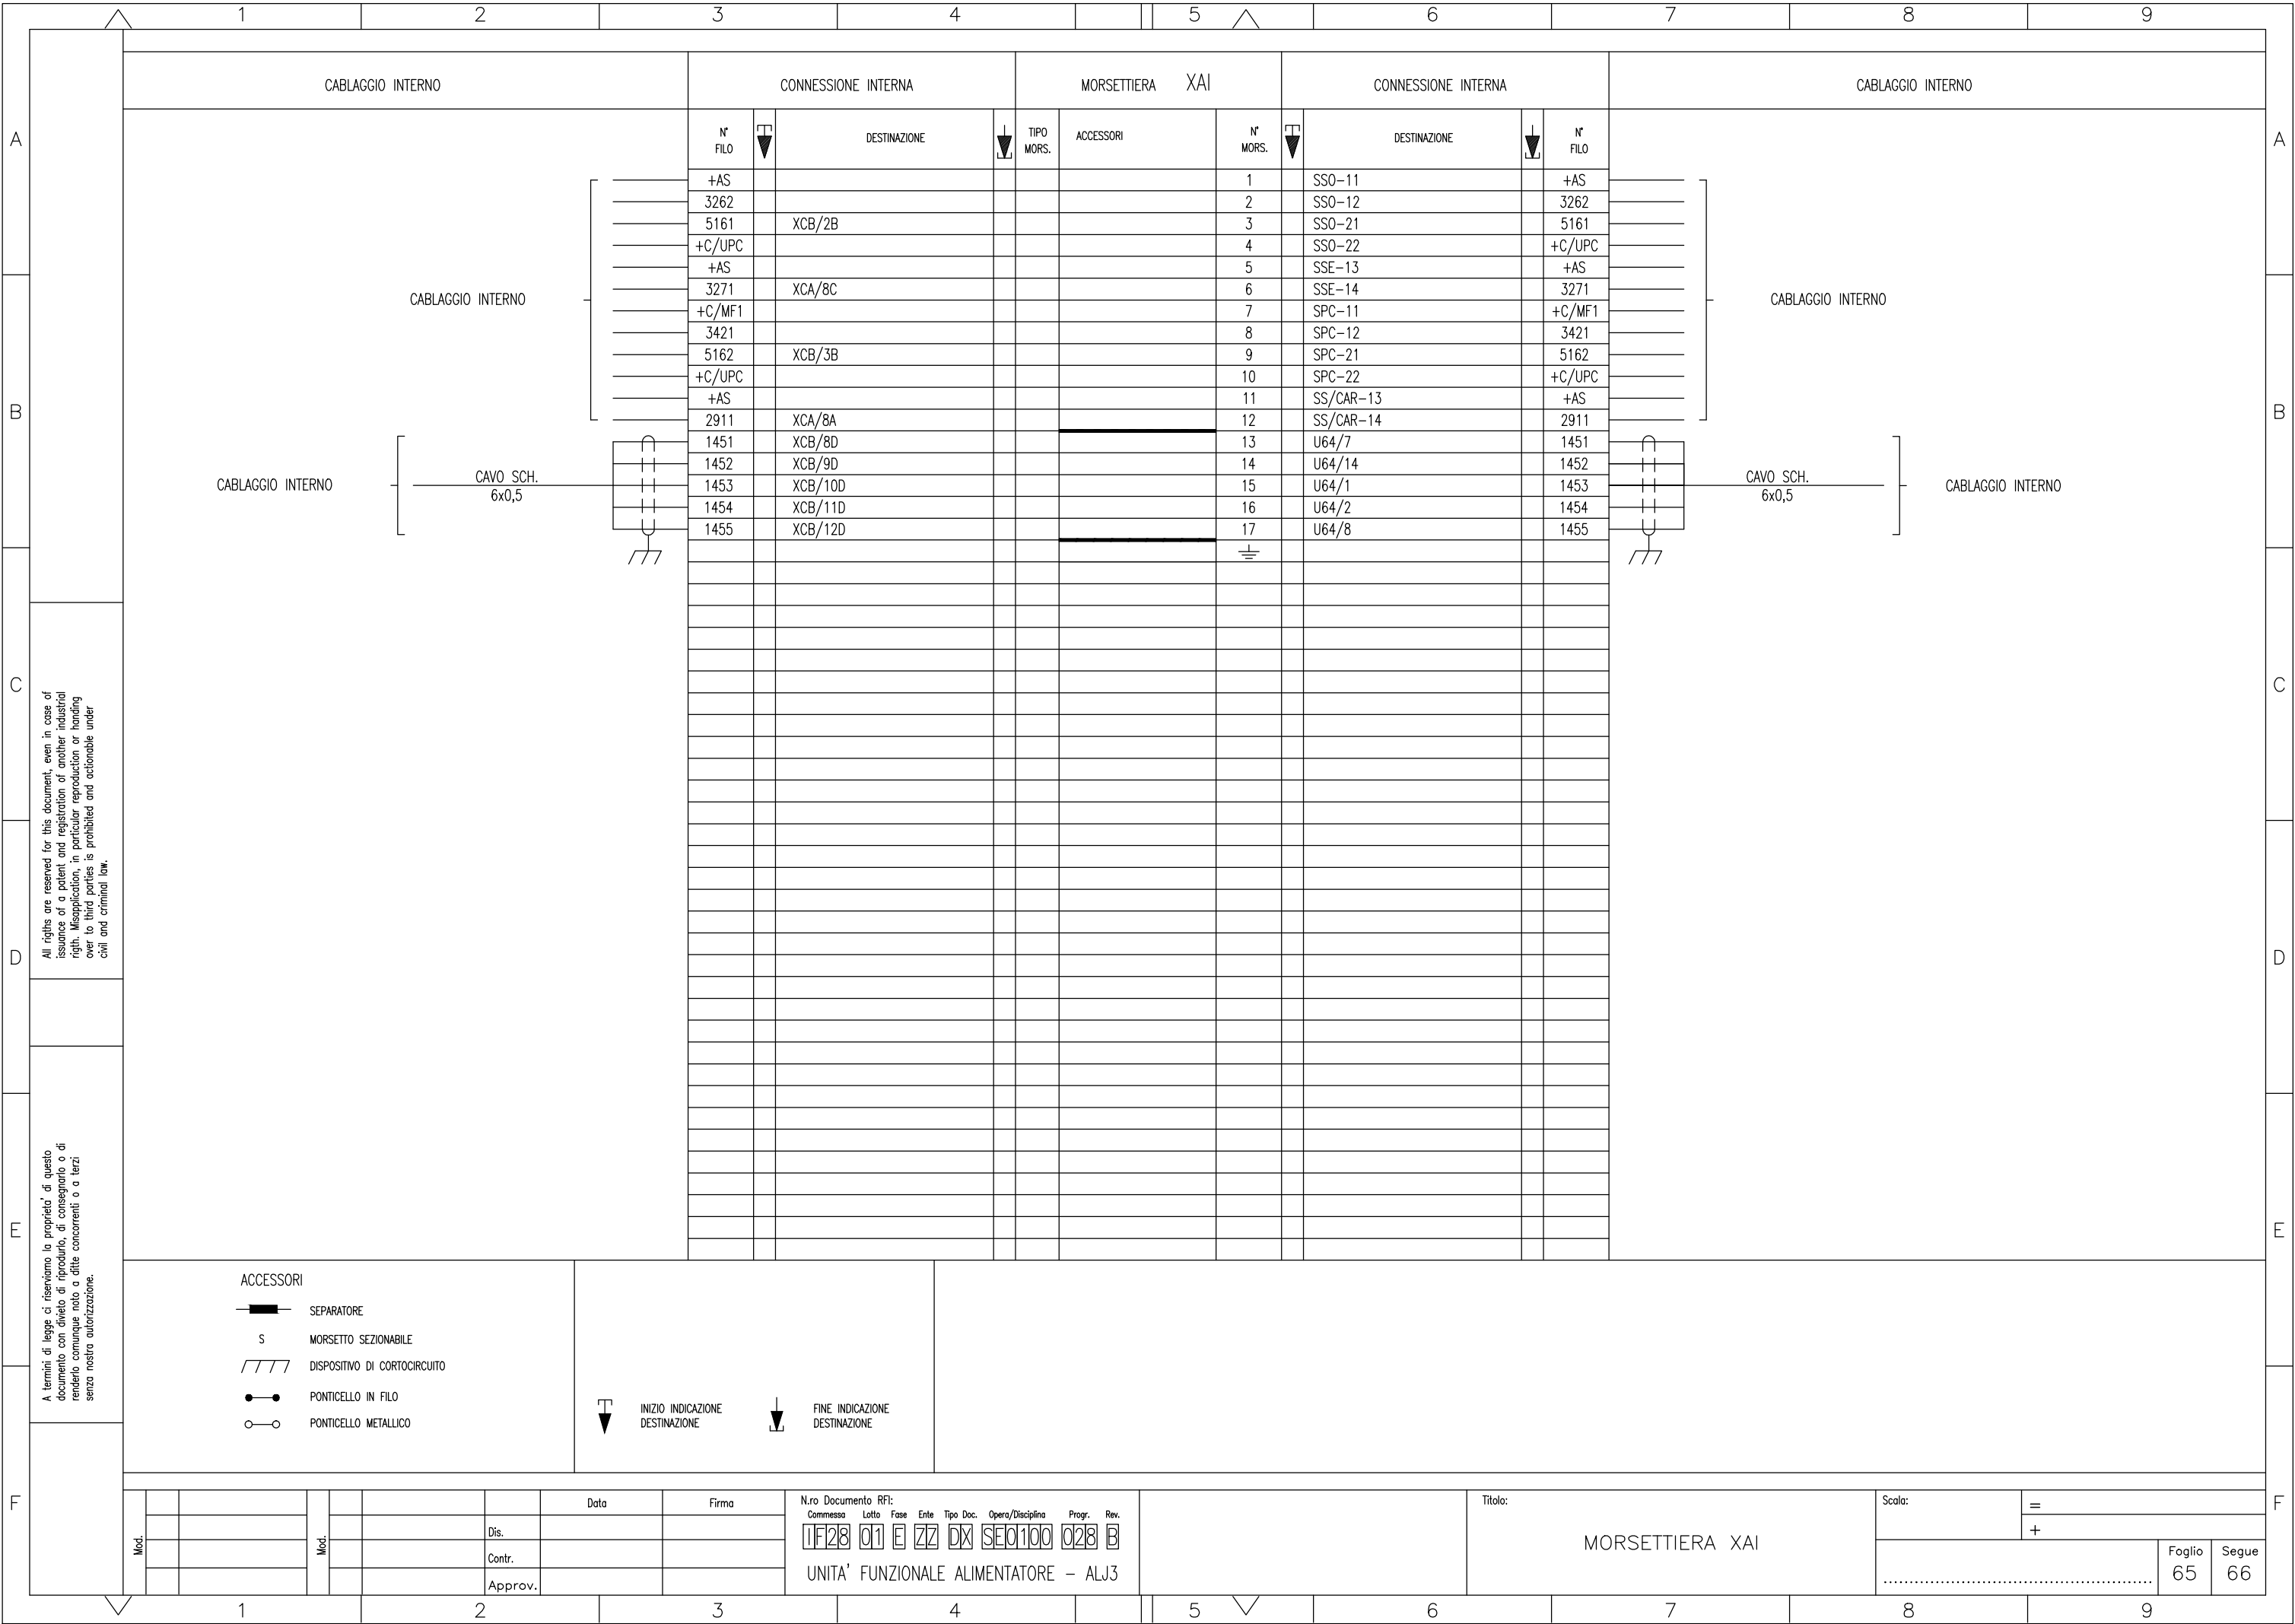 1 2 3 4 5 6 7 8 9
CABLAGGIO INTERNO CONNESSIONE INTERNA MORSETTIERA XAI CONNESSIONE INTERNA CABLAGGIO INTERNO
N° FILO DESTINAZIONE TIPO MORS. ACCESSORI N° MORS. DESTINAZIONE N° FILO
A A
+AS 1 SSO-11 +AS
3262 2 SSO-12 3262
5161 XCB/2B 3 SSO-21 5161
+C/UPC 4 SSO-22 +C/UPC
+AS 5 SSE-13 +AS
3271 XCA/8C 6 SSE-14 3271
CABLAGGIO INTERNO CABLAGGIO INTERNO
+C/MF1 7 SPC-11 +C/MF1
3421 8 SPC-12 3421
5162 XCB/3B 9 SPC-21 5162
+C/UPC 10 SPC-22 +C/UPC
+AS 11 SS/CAR-13 +AS
B B
2911 XCA/8A 12 SS/CAR-14 2911
1451 XCB/8D 13 U64/7 1451
1452 XCB/9D 14 U64/14 1452
CABLAGGIO INTERNO CAVO SCH. 6x0,5 1453 XCB/10D 15 U64/1 1453 CAVO SCH. 6x0,5 CABLAGGIO INTERNO
1454 XCB/11D 16 U64/2 1454
1455 XCB/12D 17 U64/8 1455
C C
D D
E E
F F
All rigths are reserved for this document, even in case of
issuance of a patent and registration of another industrial
rigth. Misapplication, in particular reproduction or handing
over to third parties is prohibited and actionable under
civil and criminal law.
A termini di legge ci riserviamo la proprieta' di questo
documento con divieto di riprodurlo, di consegnarlo o di
renderlo comunque noto a ditte concorrenti o a terzi
senza nostra autorizzazione.
ACCESSORI
SEPARATORE
S MORSETTO SEZIONABILE
DISPOSITIVO DI CORTOCIRCUITO
PONTICELLO IN FILO
PONTICELLO METALLICO
INIZIO INDICAZIONE
DESTINAZIONE
FINE INDICAZIONE
DESTINAZIONE
Mod. Mod.
Data Firma
Dis.
Contr.
Approv.
N.ro Documento RFI:
Commessa Lotto Fase Ente Tipo Doc. Opera/Disciplina Progr. Rev.
IF28 01 E ZZ DX SE0100 028 B
UNITA' FUNZIONALE ALIMENTATORE - ALJ3
Titolo:
MORSETTIERA XAI
Scala:
=
+
Foglio Segue
65 66
1 2 3 4 5 6 7 8 9